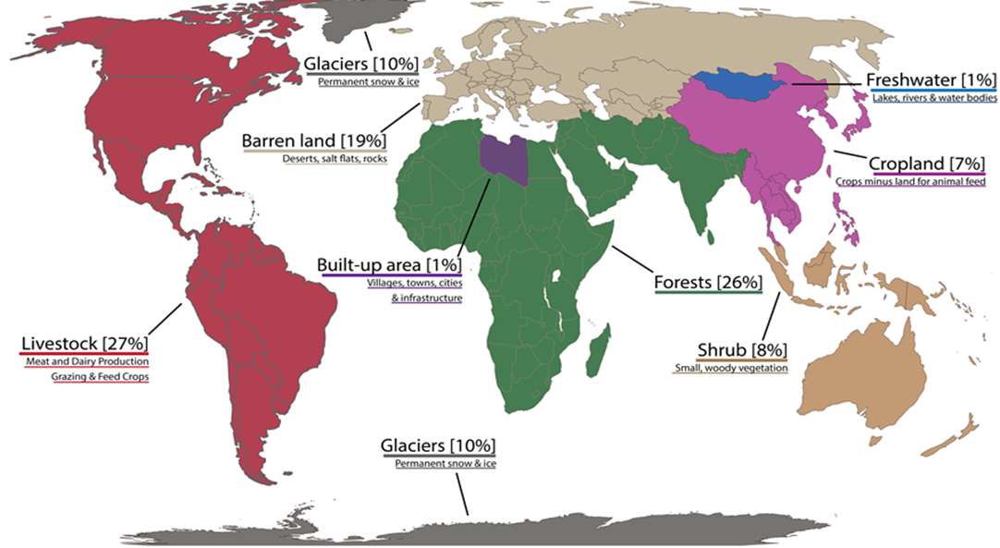 Glaciers [10%]
Permanent snow & ice
Freshwater [1%]
Lakes, rivers & water bodies
Barren land [19%]
Deserts, salt flats, rocks
Cropland [7%]
Crops minus land for animal feed
Built-up area [1%]
Villages, towns, cities
& infrastructure
Forests [26%]
Livestock [27%]
Meat and Dairy Production
Grazing & Feed Crops
Shrub [8%]
Small, woody vegetation
Glaciers [10%]
Permanent snow & ice